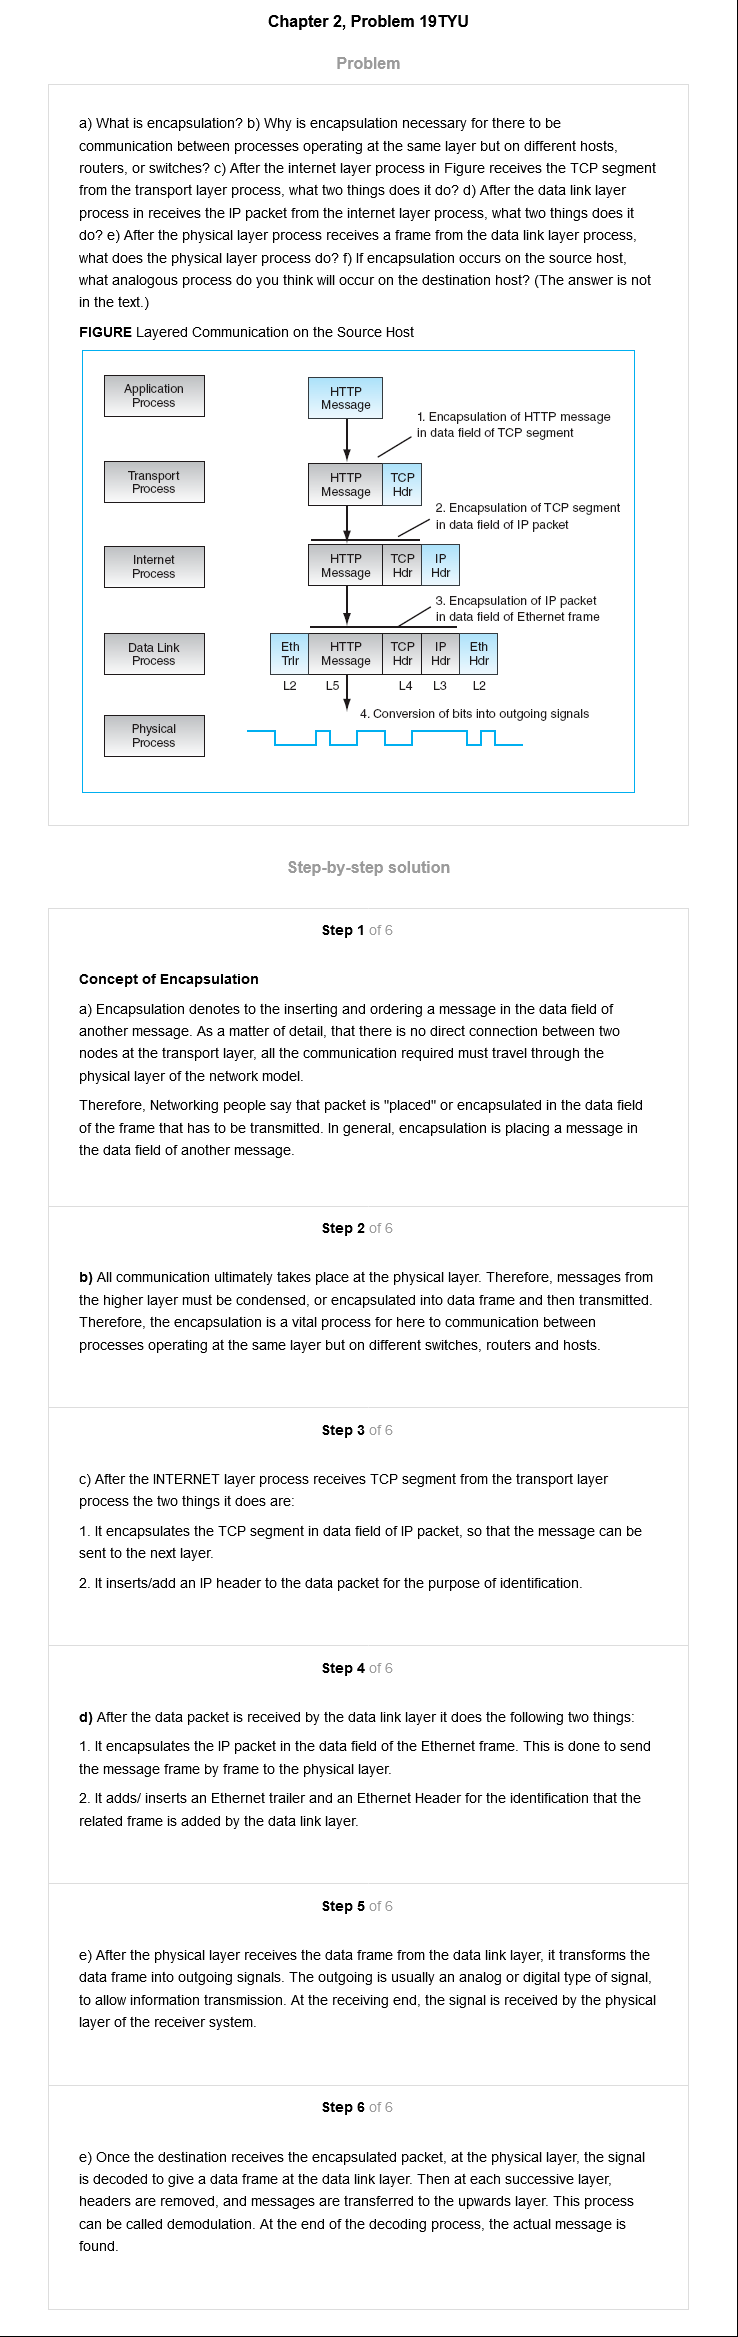 Chapter 2, Problem 19TYU
Problem
a) What is encapsulation? b) Why is encapsulation necessary for there to be
communication between processes operating at the same layer but on different hosts,
routers, or switches? c) After the internet layer process in Figure receives the TCP segment
from the transport layer process, what two things does it do? d) After the data link layer
process in receives the IP packet from the internet layer process, what two things does it
do? e) After the physical layer process receives a frame from the data link layer process,
what does the physical layer process do? f) If encapsulation occurs on the source host,
what analogous process do you think will occur on the destination host? (The answer is not
in the text.)
FIGURE Layered Communication on the Source Host
Application
Process
HTTP
Message
1. Encapsulation of HTTP message
in data field of TCP segment
Transport
Process
HTTP
Message
TCP
Hdr
2. Encapsulation of TCP segment
in data field of IP packet
Internet
Process
HTTP
Message
TCP
Hdr
IP
Hdr
3. Encapsulation of IP packet
in data field of Ethernet frame
Data Link
Process
Eth
Trlr
HTTP
Message
TCP
Hdr
IP
Hdr
Eth
Hdr
L2 L5 L4 L3 L2
4. Conversion of bits into outgoing signals
Physical
Process
Step-by-step solution
Step 1 of 6
Concept of Encapsulation
a) Encapsulation denotes to the inserting and ordering a message in the data field of
another message. As a matter of detail, that there is no direct connection between two
nodes at the transport layer, all the communication required must travel through the
physical layer of the network model.
Therefore, Networking people say that packet is "placed" or encapsulated in the data field
of the frame that has to be transmitted. In general, encapsulation is placing a message in
the data field of another message.
Step 2 of 6
b) All communication ultimately takes place at the physical layer. Therefore, messages from
the higher layer must be condensed, or encapsulated into data frame and then transmitted.
Therefore, the encapsulation is a vital process for here to communication between
processes operating at the same layer but on different switches, routers and hosts.
Step 3 of 6
c) After the INTERNET layer process receives TCP segment from the transport layer
process the two things it does are:
1. It encapsulates the TCP segment in data field of IP packet, so that the message can be
sent to the next layer.
2. It inserts/add an IP header to the data packet for the purpose of identification.
Step 4 of 6
d) After the data packet is received by the data link layer it does the following two things:
1. It encapsulates the IP packet in the data field of the Ethernet frame. This is done to send
the message frame by frame to the physical layer.
2. It adds/ inserts an Ethernet trailer and an Ethernet Header for the identification that the
related frame is added by the data link layer.
Step 5 of 6
e) After the physical layer receives the data frame from the data link layer, it transforms the
data frame into outgoing signals. The outgoing is usually an analog or digital type of signal,
to allow information transmission. At the receiving end, the signal is received by the physical
layer of the receiver system.
Step 6 of 6
e) Once the destination receives the encapsulated packet, at the physical layer, the signal
is decoded to give a data frame at the data link layer. Then at each successive layer,
headers are removed, and messages are transferred to the upwards layer. This process
can be called demodulation. At the end of the decoding process, the actual message is
found.